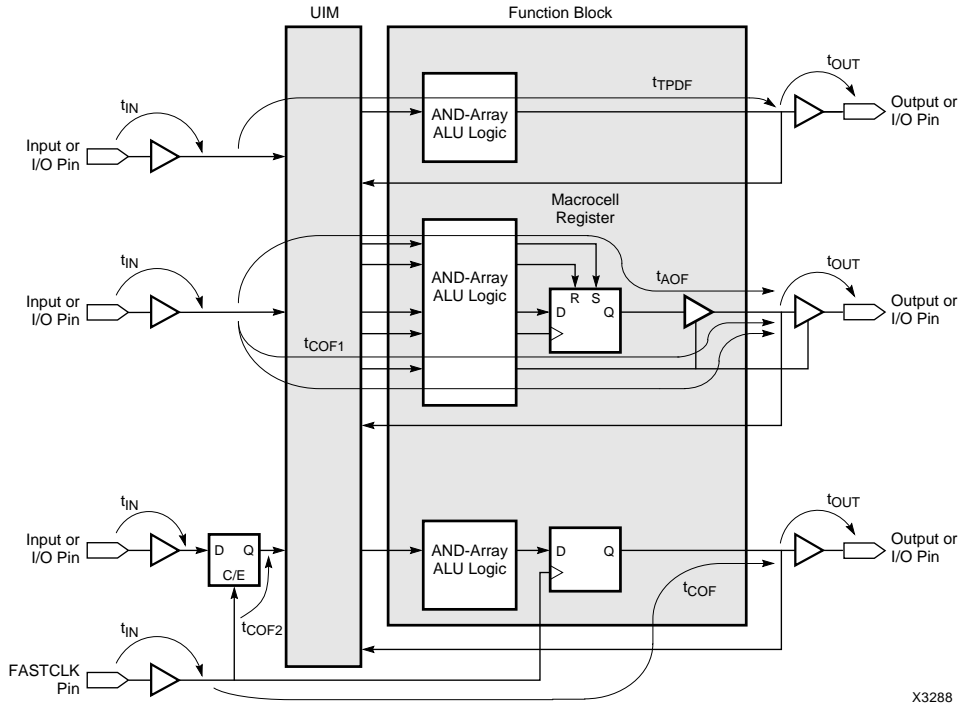 UIM
Function Block
tIN
Input or
I/O Pin
AND-Array
ALU Logic
tTPDF
tOUT
Output or
I/O Pin
Macrocell
Register
tIN
Input or
I/O Pin
tCOF1
AND-Array
ALU Logic
R S
D Q
tAOF
tOUT
Output or
I/O Pin
tIN
Input or
I/O Pin
D Q
C/E
tCOF2
AND-Array
ALU Logic
D Q
tCOF
tOUT
Output or
I/O Pin
tIN
FASTCLK
Pin
X3288